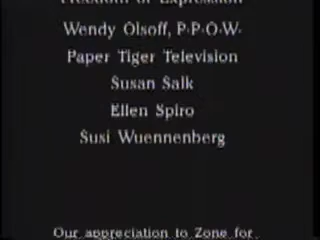 Freedom of Expression
Wendy Olsoff, P·P·O·W·
Paper Tiger Television
Susan Salk
Ellen Spiro
Susi Wuennenberg
Our appreciation to Zone for